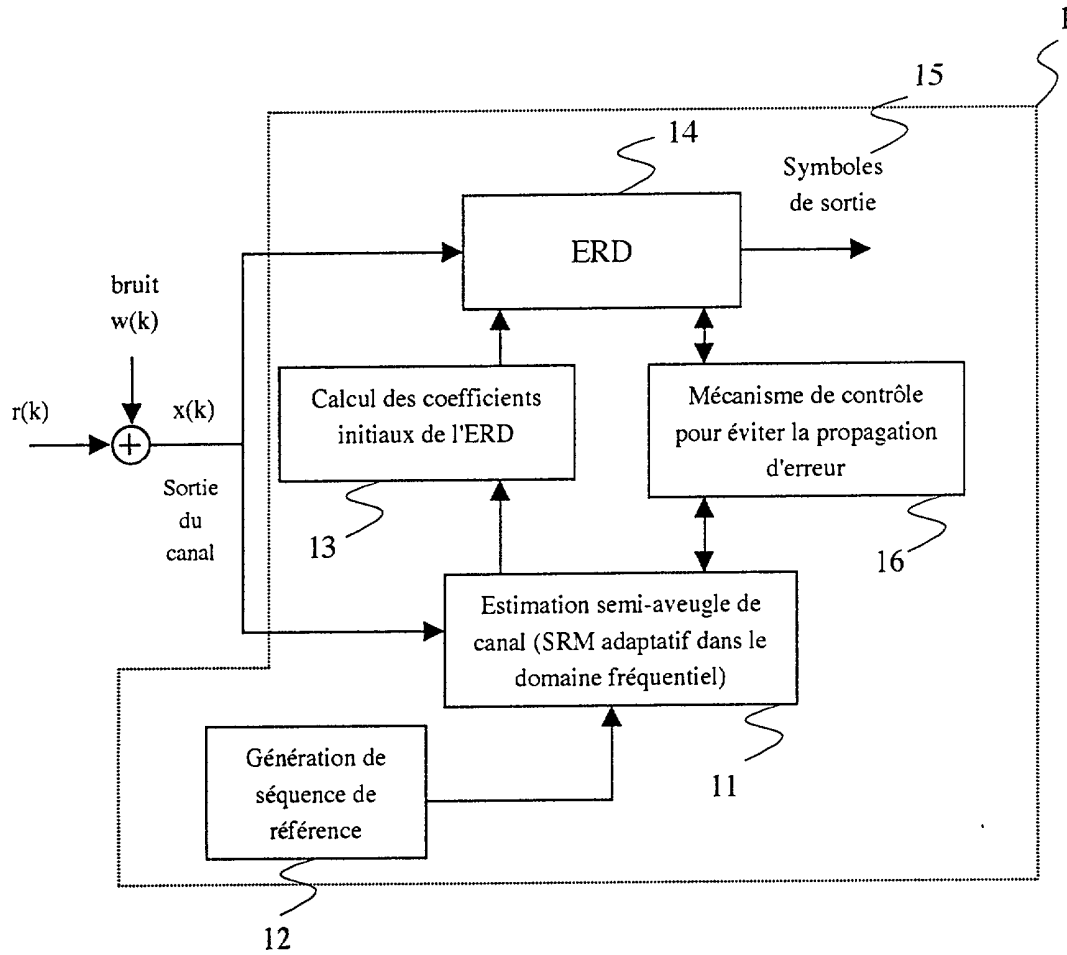 1
15
14
Symboles
de sortie
ERD
bruit
w(k)
r(k)
x(k)
Sortie
du
canal
Calcul des coefficients
initiaux de l'ERD
13
Mécanisme de contrôle
pour éviter la propagation
d'erreur
16
Estimation semi-aveugle de
canal (SRM adaptatif dans le
domaine fréquentiel)
11
Génération de
séquence de
référence
12